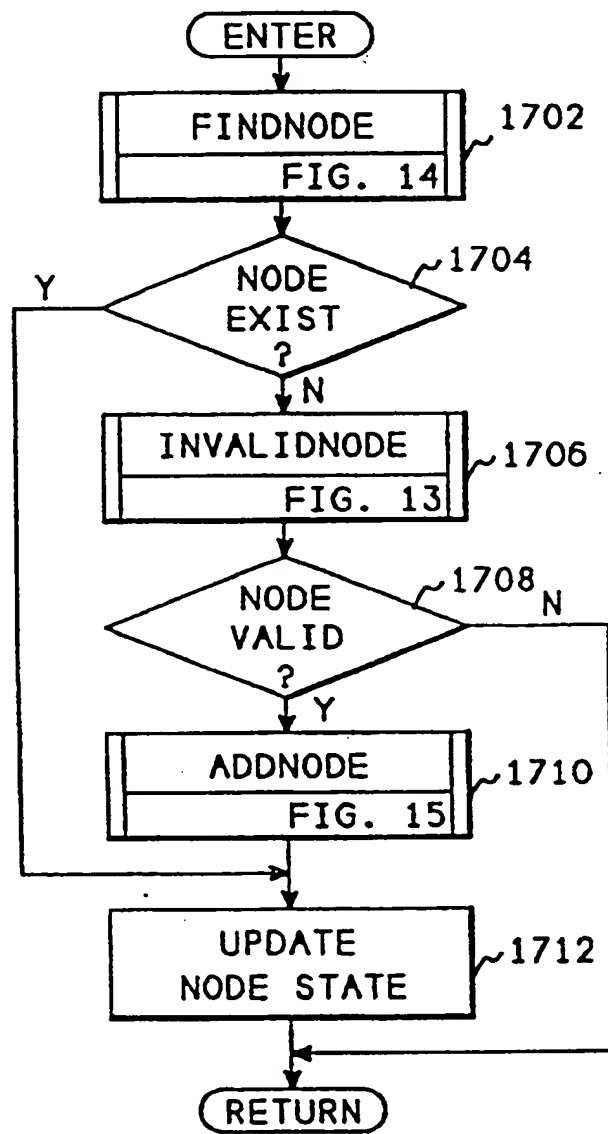 ENTER
FINDNODE
FIG. 14
1702
NODE
EXIST
?
1704
Y
N
INVALIDNODE
FIG. 13
1706
NODE
VALID
?
1708
N
Y
ADDNODE
FIG. 15
1710
UPDATE
NODE STATE
1712
RETURN